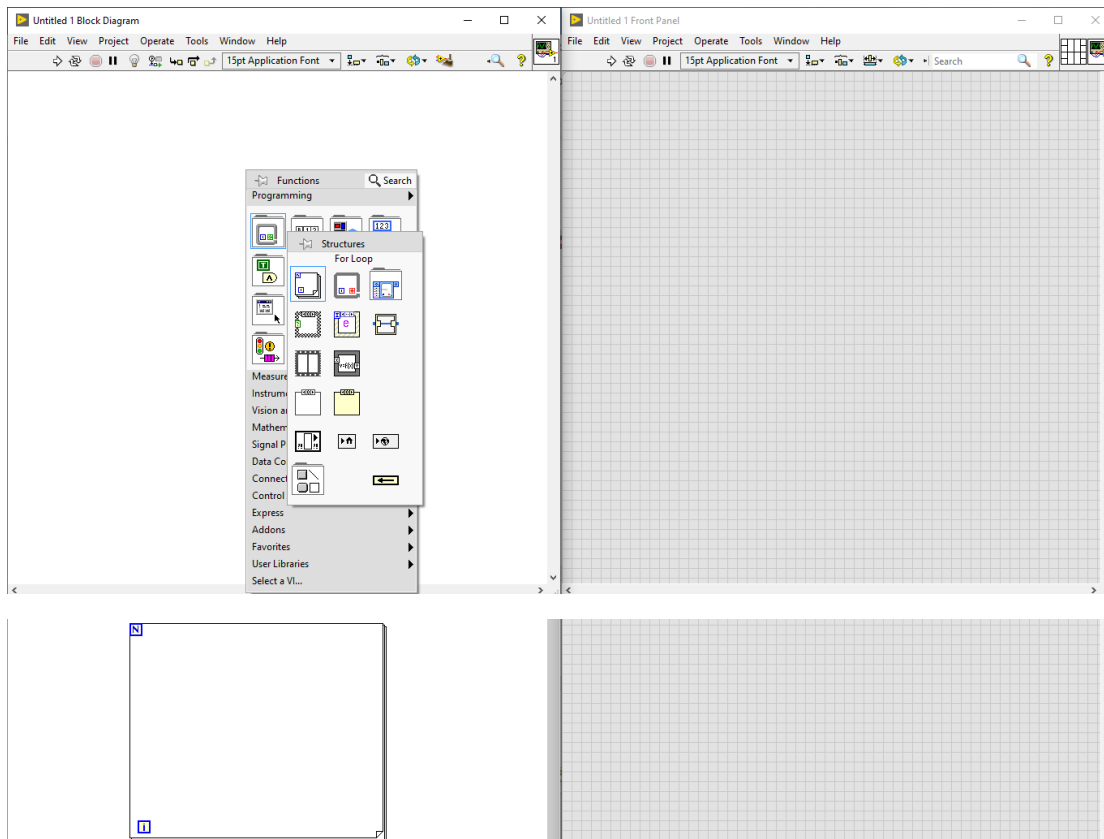 Untitled 1 Block Diagram
File Edit View Project Operate Tools Window Help
15pt Application Font
1
Functions
Search
Programming
123
Structures
For Loop
N
i
T
A
e
Measure
Instrum
Vision a
Mathem
Signal P
Data Co
Connect
Control
Express
Addons
Favorites
User Libraries
Select a VI...
Untitled 1 Front Panel
File Edit View Project Operate Tools Window Help
15pt Application Font
Search
N
i